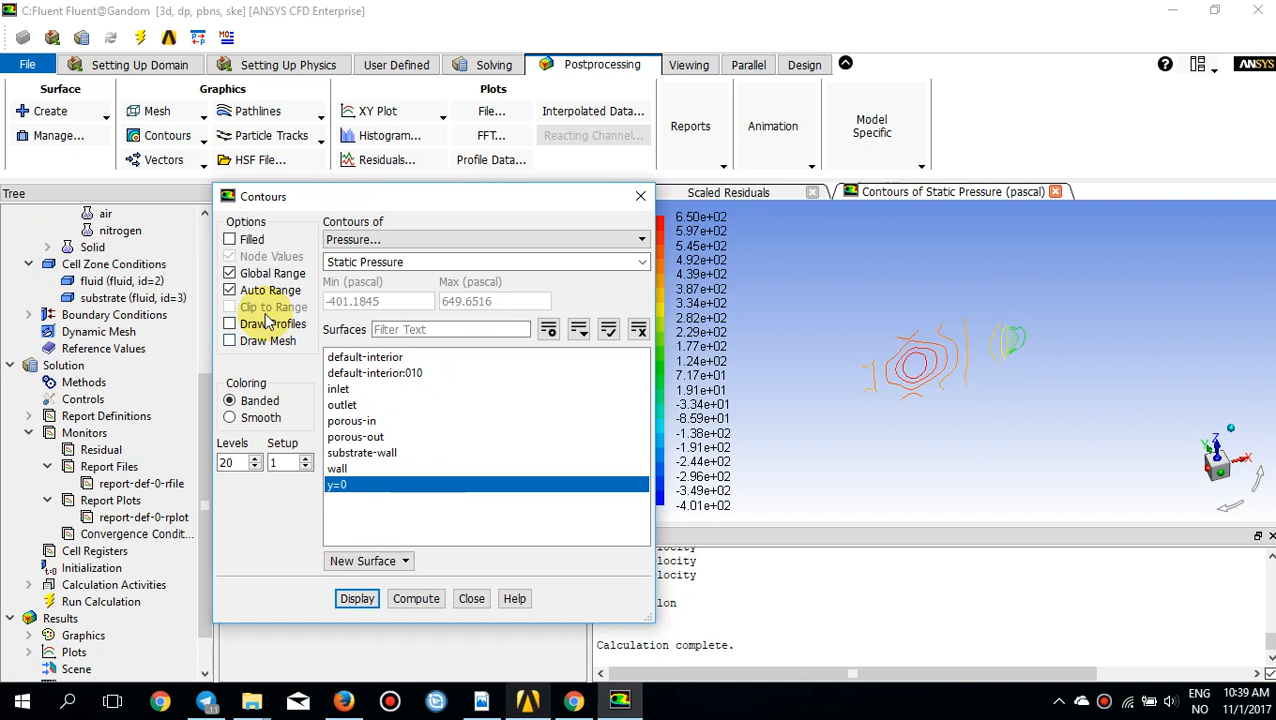 C:Fluent Fluent@Gandom [3d, dp, pbns, ske] [ANSYS CFD Enterprise]
File
Setting Up Domain
Setting Up Physics
User Defined
Solving
Postprocessing
Viewing
Parallel
Design
ANSYS
Surface
Graphics
Plots
Create
Mesh
Pathlines
XY Plot
File...
Interpolated Data...
Manage...
Contours
Particle Tracks
Histogram...
FFT...
Reacting Channel...
Vectors
HSF File...
Residuals...
Profile Data...
Reports
Animation
Model
Specific
Tree
air
nitrogen
Solid
Cell Zone Conditions
fluid (fluid, id=2)
substrate (fluid, id=3)
Boundary Conditions
Dynamic Mesh
Reference Values
Solution
Methods
Controls
Report Definitions
Monitors
Residual
Report Files
report-def-0-rfile
Report Plots
report-def-0-rplot
Convergence Condit...
Cell Registers
Initialization
Calculation Activities
Run Calculation
Results
Graphics
Plots
Scene
Contours
Options
Filled
Node Values
Global Range
Auto Range
Clip to Range
Draw Profiles
Draw Mesh
Coloring
Banded
Smooth
Levels
Setup
20
1
Contours of
Pressure...
Static Pressure
Min (pascal)
Max (pascal)
-401.1845
649.6516
Surfaces
Filter Text
default-interior
default-interior:010
inlet
outlet
porous-in
porous-out
substrate-wall
wall
y=0
New Surface
Display
Compute
Close
Help
Scaled Residuals
Contours of Static Pressure (pascal)
6.50e+02
5.97e+02
5.45e+02
4.92e+02
4.39e+02
3.87e+02
3.34e+02
2.82e+02
2.29e+02
1.77e+02
1.24e+02
7.17e+01
1.91e+01
-3.34e+01
-8.59e+01
-1.38e+02
-1.91e+02
-2.44e+02
-2.96e+02
-3.49e+02
-4.01e+02
Z
Y
X
locity
locity
locity
lon
Calculation complete.
ENG
NO
10:39 AM
11/1/2017